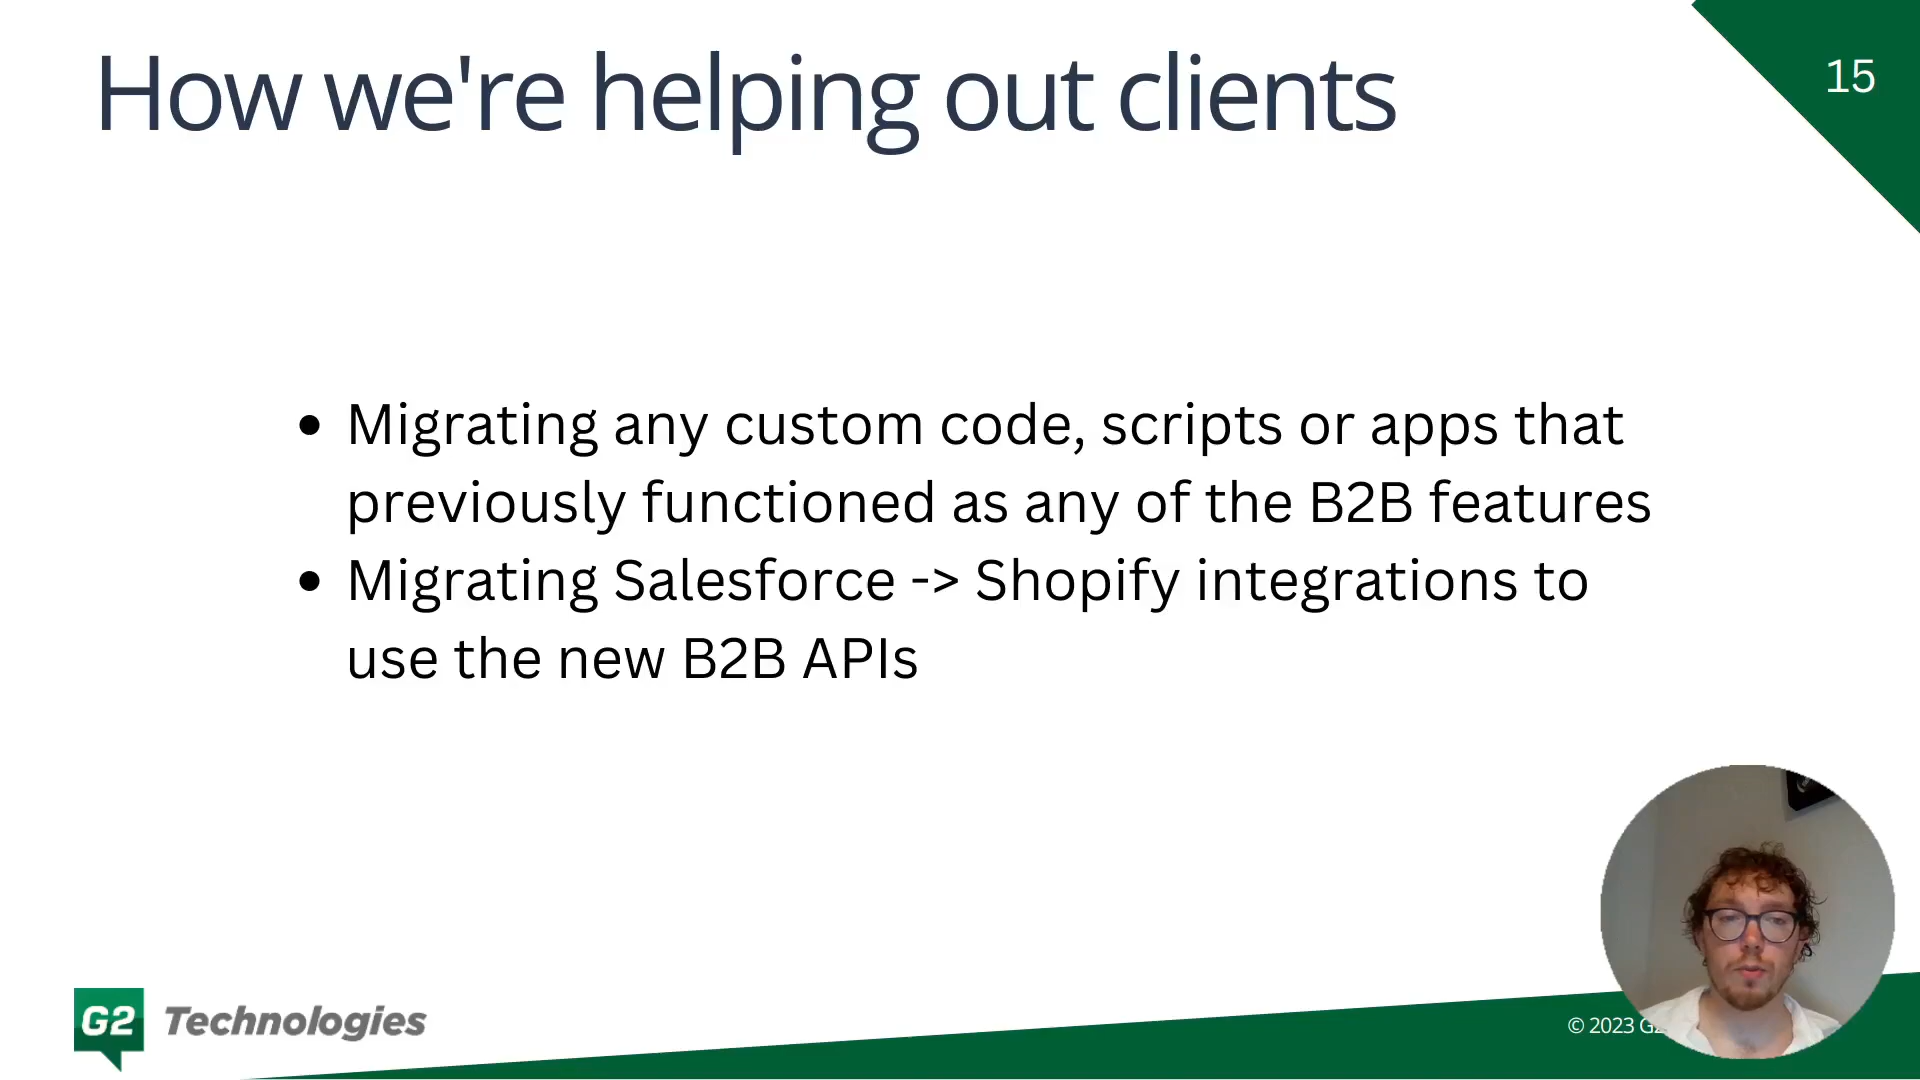 How we're helping out clients
15
• Migrating any custom code, scripts or apps that
previously functioned as any of the B2B features
• Migrating Salesforce -> Shopify integrations to
use the new B2B APIs
G2 Technologies
© 2023 G2